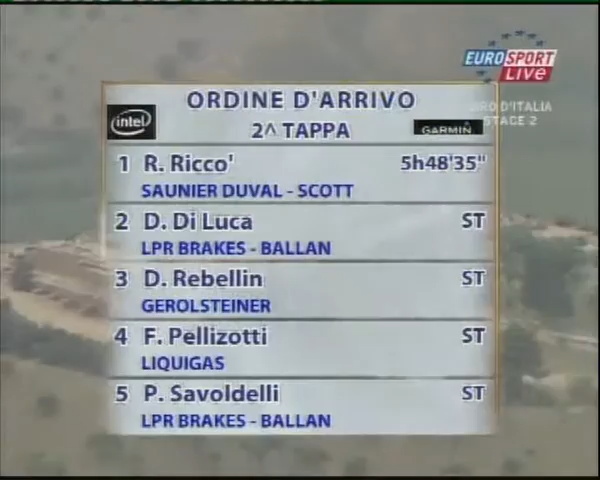 EUROSPORT
LIVE
GIRO D'ITALIA
STAGE 2
ORDINE D'ARRIVO
intel
2^ TAPPA
GARMIN
1 R. Ricco' 5h48'35"
SAUNIER DUVAL - SCOTT
2 D. Di Luca ST
LPR BRAKES - BALLAN
3 D. Rebellin ST
GEROLSTEINER
4 F. Pellizotti ST
LIQUIGAS
5 P. Savoldelli ST
LPR BRAKES - BALLAN